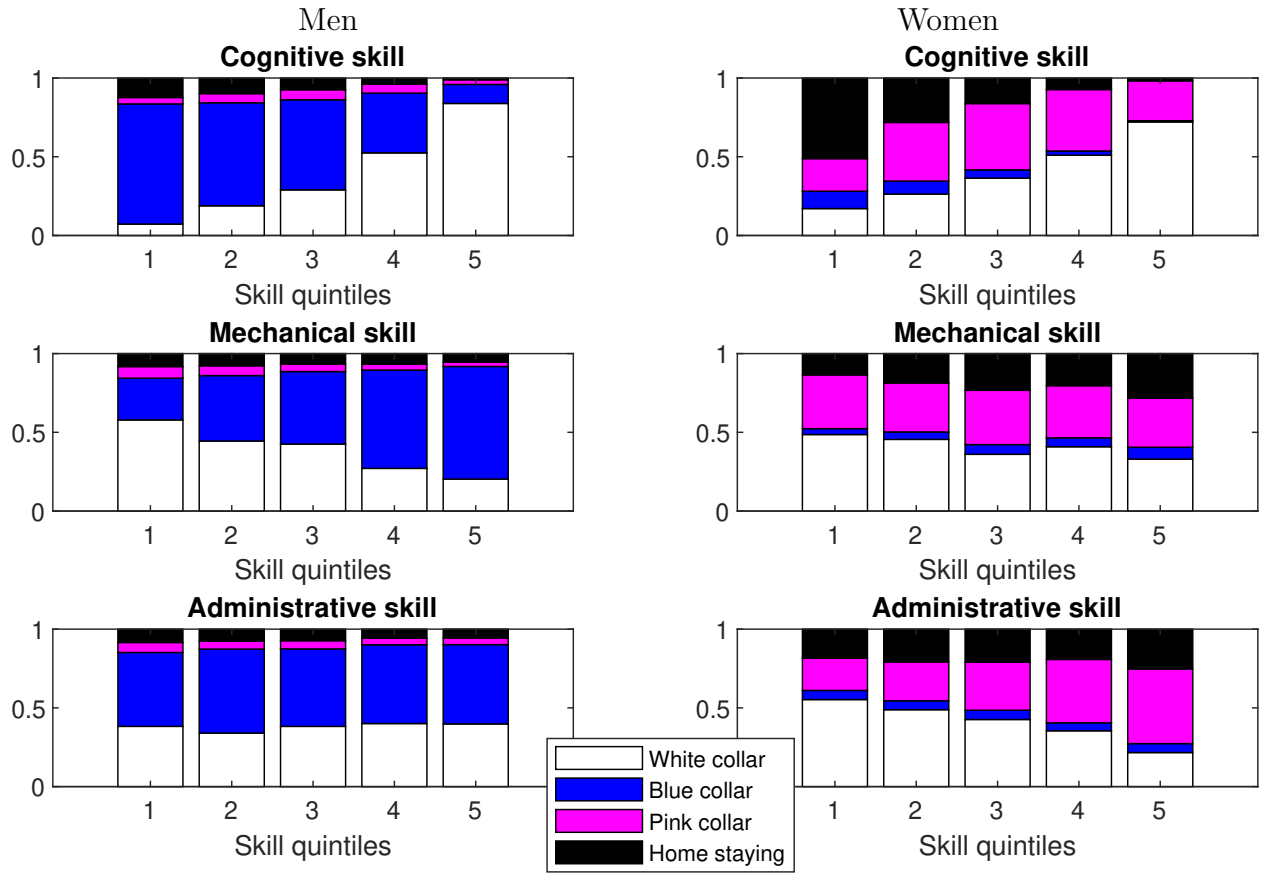 Men
Women
Cognitive skill
Cognitive skill
1
0.5
0
1 2 3 4 5
Skill quintiles
1
0.5
0
1 2 3 4 5
Skill quintiles
Mechanical skill
Mechanical skill
1
0.5
0
1 2 3 4 5
Skill quintiles
1
0.5
0
1 2 3 4 5
Skill quintiles
Administrative skill
Administrative skill
1
0.5
0
1 2 3 4 5
Skill quintiles
1
0.5
0
1 2 3 4 5
Skill quintiles
White collar
Blue collar
Pink collar
Home staying